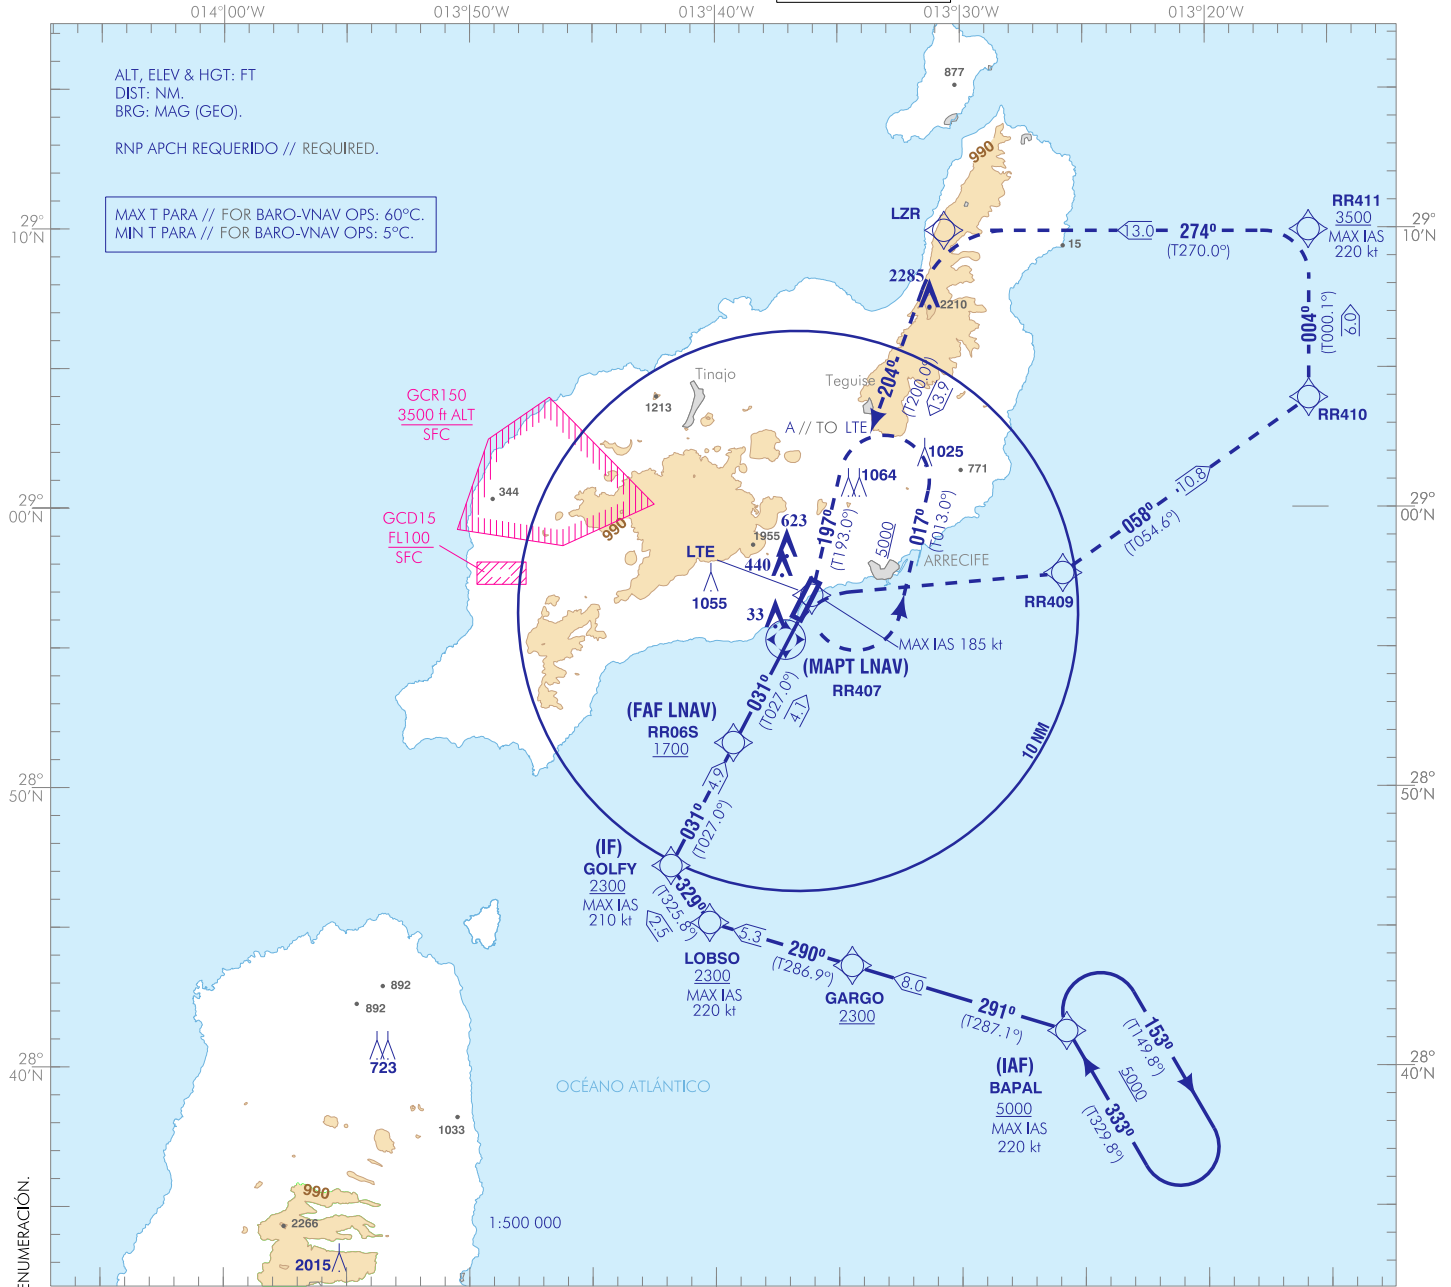 014°00'W
013°50'W
013°40'W
013°30'W
013°20'W
ALT, ELEV & HGT: FT
DIST: NM.
BRG: MAG (GEO).
RNP APCH REQUERIDO // REQUIRED.
MAX T PARA // FOR BARO-VNAV OPS: 60°C.
MIN T PARA // FOR BARO-VNAV OPS: 5°C.
877
990
29°
10'N
LZR
3.0
274°
(T270.0°)
15
RR411
3500
MAX IAS
220 kt
29°
10'N
2285
2210
004°
(T000.1°)
6.0
RR410
GCR150
3500 ft ALT
SFC
344
1213
Tinajo
Teguise
204°
(T200.0°)
13.9
A // TO LTE
1025
1064
771
10.8
058°
(T054.6°)
29°
00'N
29°
00'N
GCD15
FL100
SFC
990
1955
623
440
LTE
1055
197°
(T193.0°)
5000
017°
(T013.0°)
ARRECIFE
RR409
33
MAX IAS 185 kt
(MAPT LNAV)
RR407
031°
(T027.0°)
4.1
(FAF LNAV)
RR06S
1700
10 NM
28°
50'N
28°
50'N
4.9
031°
(T027.0°)
(IF)
GOLFY
2300
MAX IAS
210 kt
329°
(T325.8°)
2.5
LOBSO
2300
MAX IAS
220 kt
5.3
290°
(T286.9°)
GARGO
2300
8.0
291°
(T287.1°)
(IAF)
BAPAL
5000
MAX IAS
220 kt
153°
(T149.8°)
5000
333°
(T329.8°)
892
892
723
28°
40'N
28°
40'N
OCÉANO ATLÁNTICO
1033
990
2266
2015
1:500 000
ENUMERACIÓN.